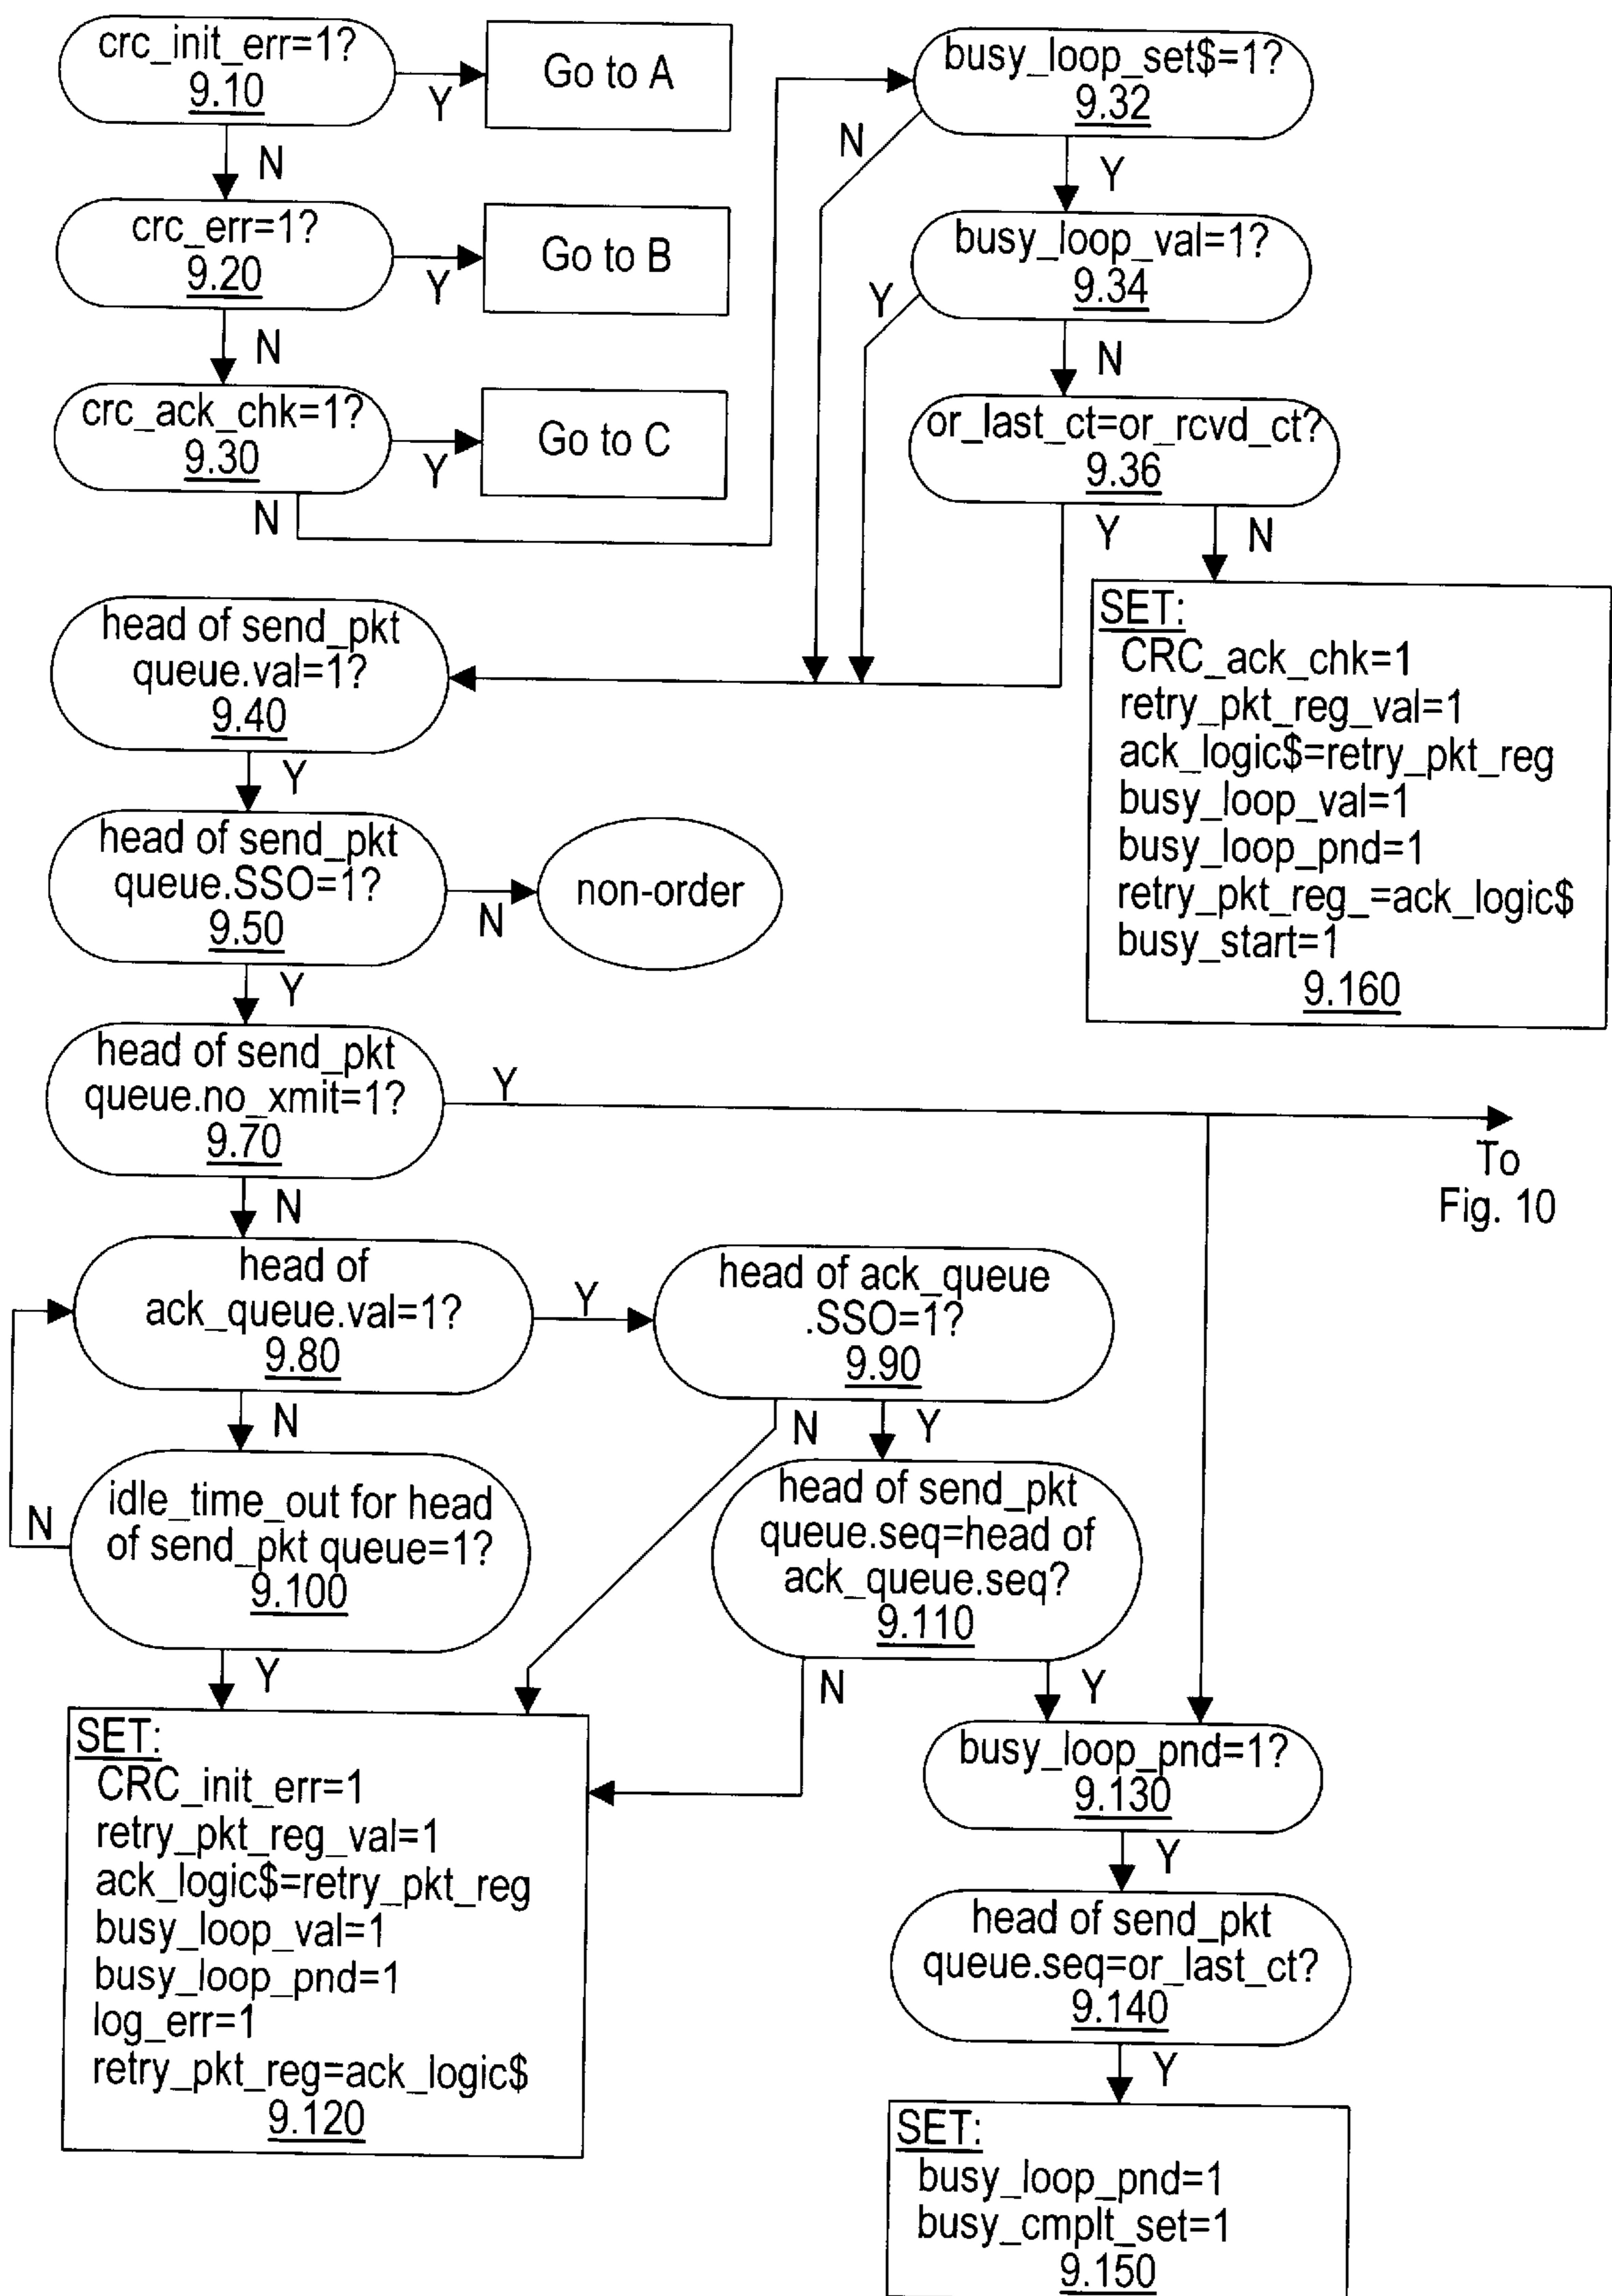 crc_init_err=1?
9.10
Y
Go to A
N
crc_err=1?
9.20
Y
Go to B
N
crc_ack_chk=1?
9.30
Y
Go to C
N
busy_loop_set$=1?
9.32
N
Y
busy_loop_val=1?
9.34
Y
N
or_last_ct=or_rcvd_ct?
9.36
Y
N
SET:
CRC_ack_chk=1
retry_pkt_reg_val=1
ack_logic$=retry_pkt_reg
busy_loop_val=1
busy_loop_pnd=1
retry_pkt_reg_=ack_logic$
busy_start=1
9.160
head of send_pkt
queue.val=1?
9.40
Y
head of send_pkt
queue.SSO=1?
9.50
N
non-order
Y
head of send_pkt
queue.no_xmit=1?
9.70
Y
To
Fig. 10
N
head of
ack_queue.val=1?
9.80
Y
head of ack_queue
.SSO=1?
9.90
N
idle_time_out for head
of send_pkt queue=1?
9.100
N
N
Y
head of send_pkt
queue.seq=head of
ack_queue.seq?
9.110
Y
N
Y
SET:
CRC_init_err=1
retry_pkt_reg_val=1
ack_logic$=retry_pkt_reg
busy_loop_val=1
busy_loop_pnd=1
log_err=1
retry_pkt_reg=ack_logic$
9.120
busy_loop_pnd=1?
9.130
Y
head of send_pkt
queue.seq=or_last_ct?
9.140
Y
SET:
busy_loop_pnd=1
busy_cmplt_set=1
9.150